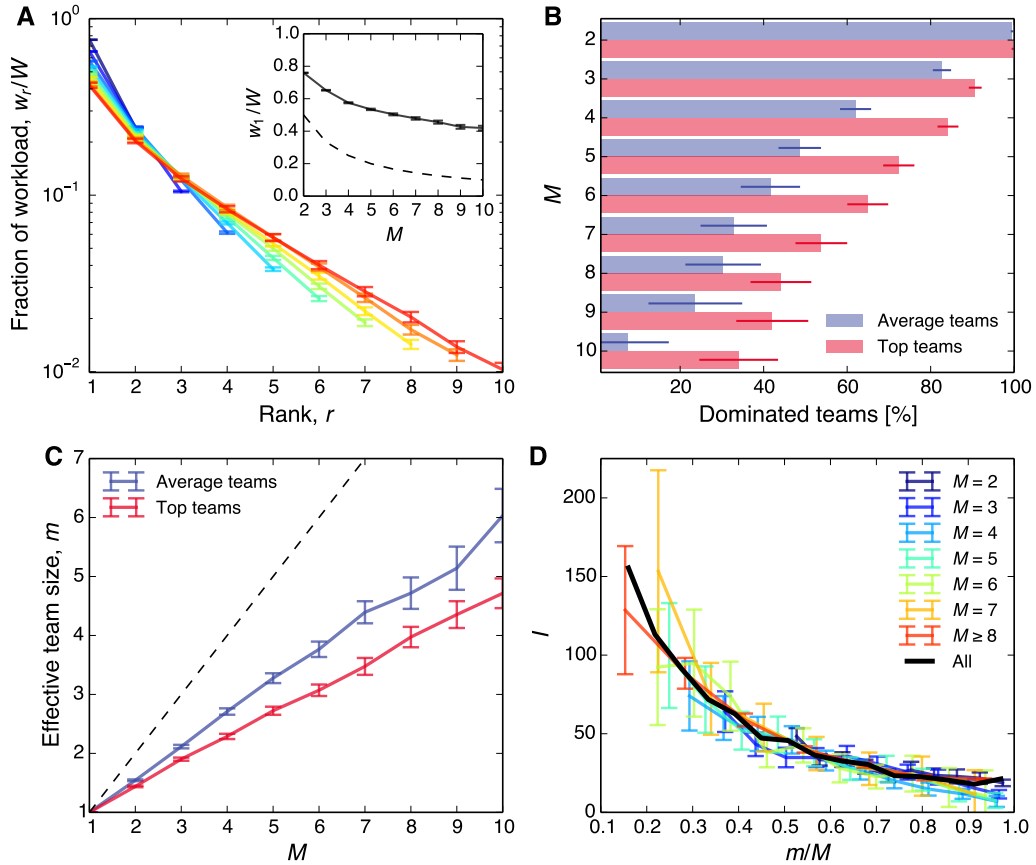 A
10⁰
10⁻¹
10⁻²
Fraction of workload, wᵣ/W
1 2 3 4 5 6 7 8 9 10
Rank, r
1.0
0.8
0.6
0.4
0.2
0.0
w₁/W
2 3 4 5 6 7 8 9 10
M
B
2
3
4
5
6
7
8
9
10
M
Average teams
Top teams
20 40 60 80 100
Dominated teams [%]
C
7
6
5
4
3
2
1
Effective team size, m
Average teams
Top teams
1 2 3 4 5 6 7 8 9 10
M
D
200
150
100
50
0
I
M = 2
M = 3
M = 4
M = 5
M = 6
M = 7
M ≥ 8
All
0.1 0.2 0.3 0.4 0.5 0.6 0.7 0.8 0.9 1.0
m/M